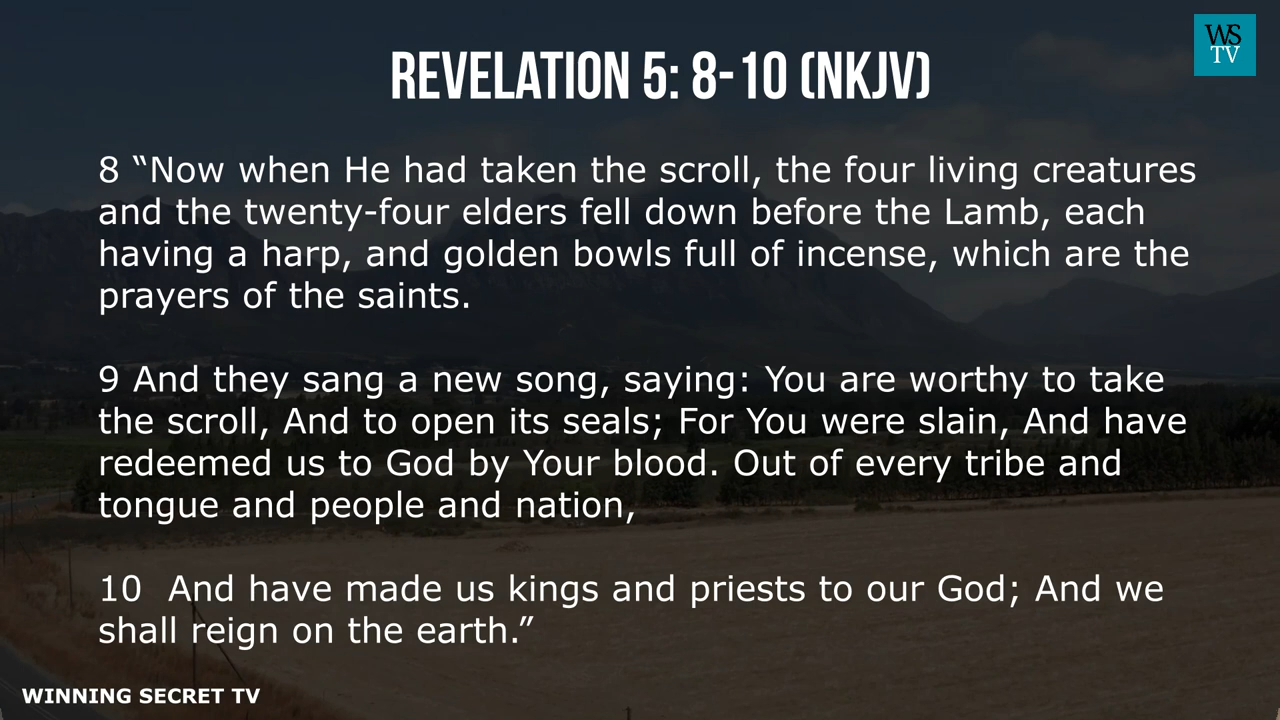 WS
TV
REVELATION 5: 8-10 (NKJV)
8 “Now when He had taken the scroll, the four living creatures
and the twenty-four elders fell down before the Lamb, each
having a harp, and golden bowls full of incense, which are the
prayers of the saints.
9 And they sang a new song, saying: You are worthy to take
the scroll, And to open its seals; For You were slain, And have
redeemed us to God by Your blood. Out of every tribe and
tongue and people and nation,
10  And have made us kings and priests to our God; And we
shall reign on the earth.”
WINNING SECRET TV